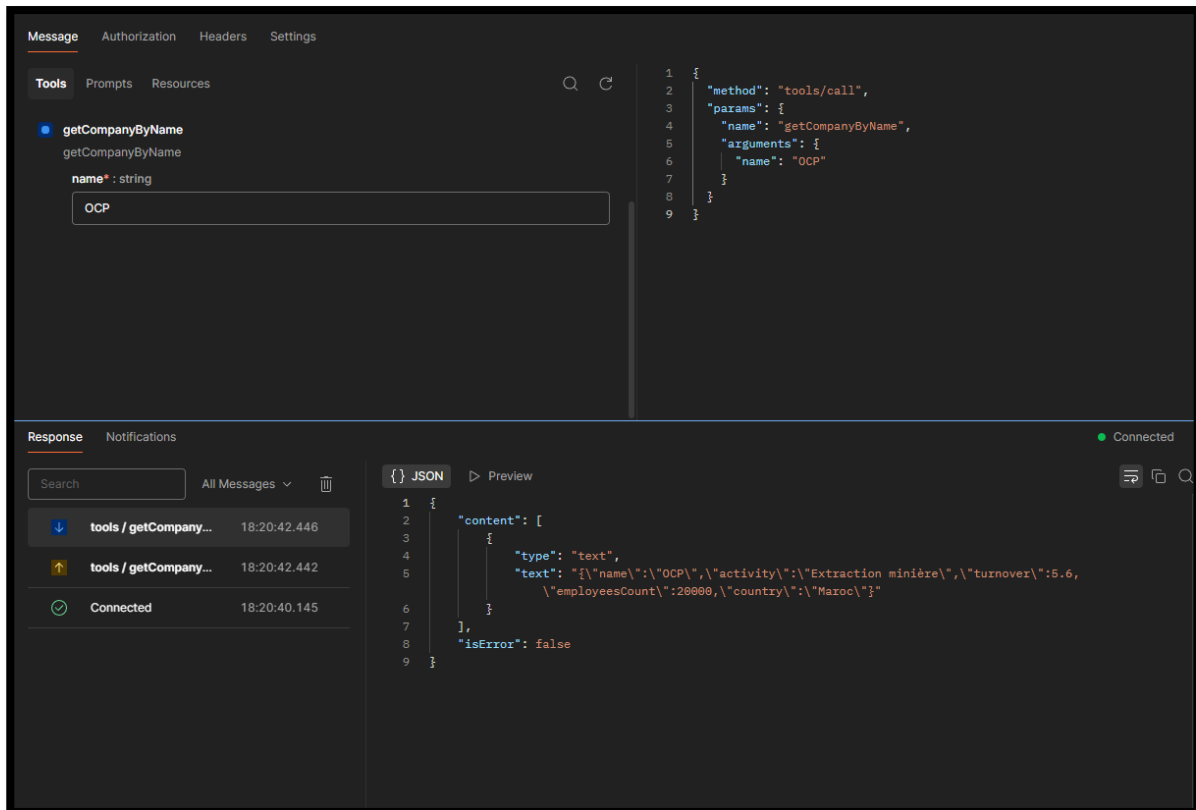 Message Authorization Headers Settings
Tools Prompts Resources
getCompanyByName
getCompanyByName
name* : string
OCP
1 {
2 "method": "tools/call",
3 "params": {
4 "name": "getCompanyByName",
5 "arguments": {
6 "name": "OCP"
7 }
8 }
9 }
Response Notifications
Connected
Search All Messages
tools / getCompany... 18:20:42.446
tools / getCompany... 18:20:42.442
Connected 18:20:40.145
{} JSON Preview
1 {
2 "content": [
3 {
4 "type": "text",
5 "text": "{\"name\":\"OCP\",\"activity\":\"Extraction minière\",\"turnover\":5.6,
\"employeesCount\":20000,\"country\":\"Maroc\"}"
6 }
7 ],
8 "isError": false
9 }